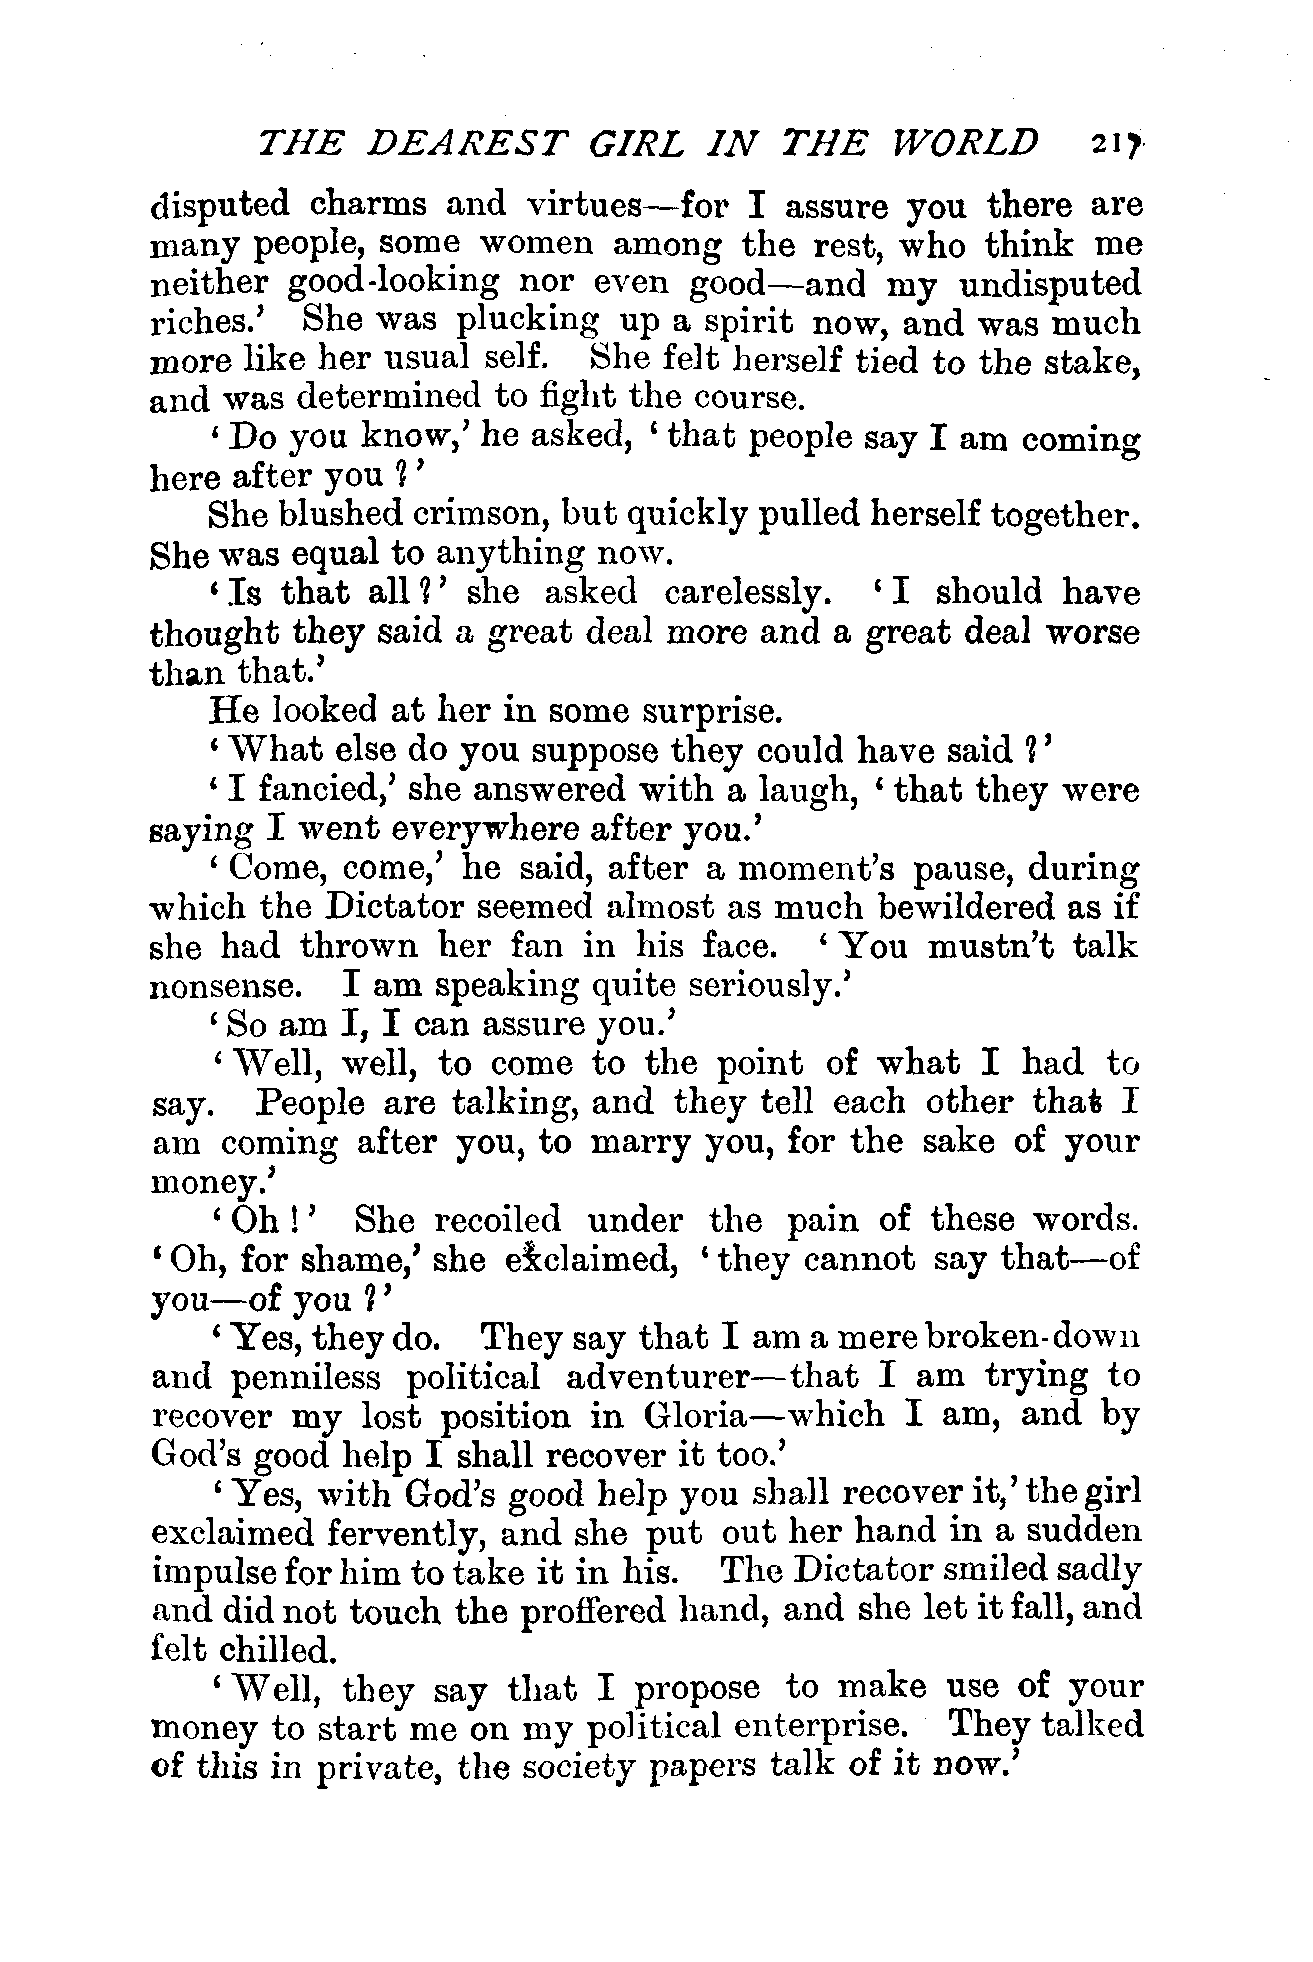 THE DEAREST GIRL IN THE WORLD 217
disputed charms and virtues—for I assure you there are
many people, some women among the rest, who think me
neither good-looking nor even good—and my undisputed
riches.’ She was plucking up a spirit now, and was much
more like her usual self. She felt herself tied to the stake,
and was determined to fight the course.
‘Do you know,’ he asked, ‘that people say I am coming
here after you?’
She blushed crimson, but quickly pulled herself together.
She was equal to anything now.
‘Is that all?’ she asked carelessly. ‘I should have
thought they said a great deal more and a great deal worse
than that.’
He looked at her in some surprise.
‘What else do you suppose they could have said?’
‘I fancied,’ she answered with a laugh, ‘that they were
saying I went everywhere after you.’
‘Come, come,’ he said, after a moment’s pause, during
which the Dictator seemed almost as much bewildered as if
she had thrown her fan in his face. ‘You mustn’t talk
nonsense. I am speaking quite seriously.’
‘So am I, I can assure you.’
‘Well, well, to come to the point of what I had to
say. People are talking, and they tell each other that I
am coming after you, to marry you, for the sake of your
money.’
‘Oh!’ She recoiled under the pain of these words.
‘Oh, for shame,’ she exclaimed, ‘they cannot say that—of
you—of you?’
‘Yes, they do. They say that I am a mere broken-down
and penniless political adventurer—that I am trying to
recover my lost position in Gloria—which I am, and by
God’s good help I shall recover it too.’
‘Yes, with God’s good help you shall recover it,’ the girl
exclaimed fervently, and she put out her hand in a sudden
impulse for him to take it in his. The Dictator smiled sadly
and did not touch the proffered hand, and she let it fall, and
felt chilled.
‘Well, they say that I propose to make use of your
money to start me on my political enterprise. They talked
of this in private, the society papers talk of it now.’